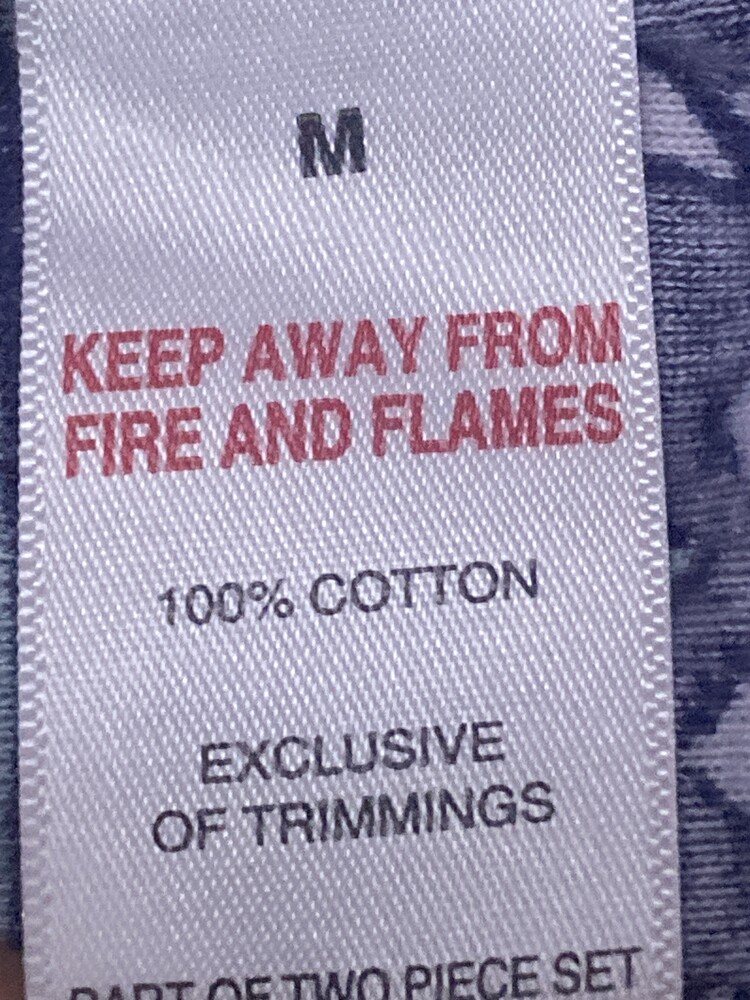 M
KEEP AWAY FROM
FIRE AND FLAMES
100% COTTON
EXCLUSIVE
OF TRIMMINGS
PART OF TWO PIECE SET